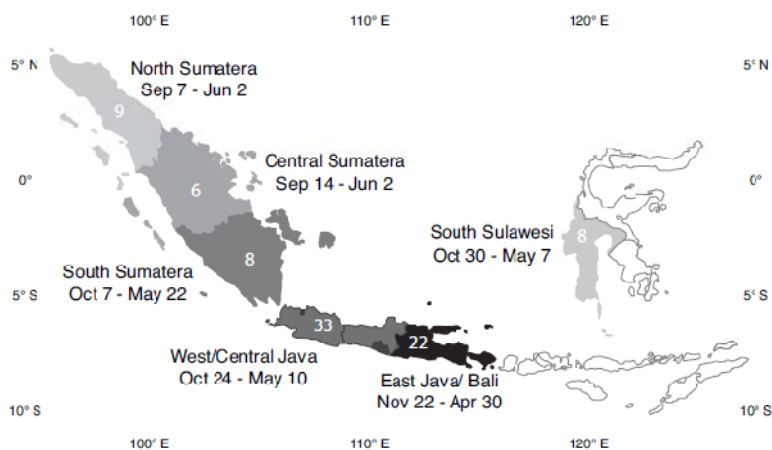 100° E 110° E 120° E
5° N 5° N
North Sumatera
Sep 7 - Jun 2
9
Central Sumatera
Sep 14 - Jun 2
0° 0°
6
South Sulawesi
Oct 30 - May 7
8
South Sumatera
Oct 7 - May 22
8
5° S 5° S
33
22
West/Central Java
Oct 24 - May 10
East Java/ Bali
Nov 22 - Apr 30
10° S 10° S
100° E 110° E 120° E